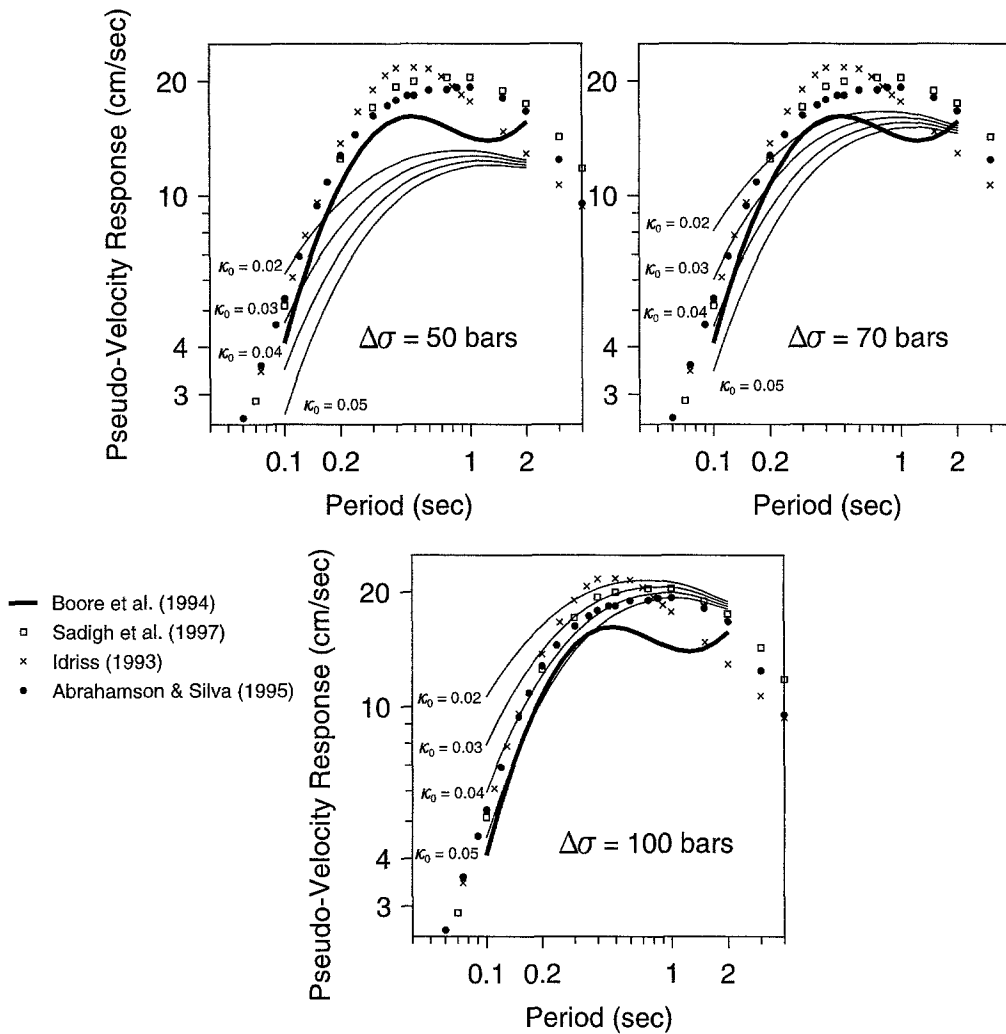 Pseudo-Velocity Response (cm/sec)
20
10
4
3
κ₀ = 0.02
κ₀ = 0.03
κ₀ = 0.04
κ₀ = 0.05
Δσ = 50 bars
0.1 0.2 1 2
Period (sec)
20
10
4
3
κ₀ = 0.02
κ₀ = 0.03
κ₀ = 0.04
κ₀ = 0.05
Δσ = 70 bars
0.1 0.2 1 2
Period (sec)
Boore et al. (1994)
Sadigh et al. (1997)
Idriss (1993)
Abrahamson & Silva (1995)
Pseudo-Velocity Response (cm/sec)
20
10
4
3
κ₀ = 0.02
κ₀ = 0.03
κ₀ = 0.04
κ₀ = 0.05
Δσ = 100 bars
0.1 0.2 1 2
Period (sec)